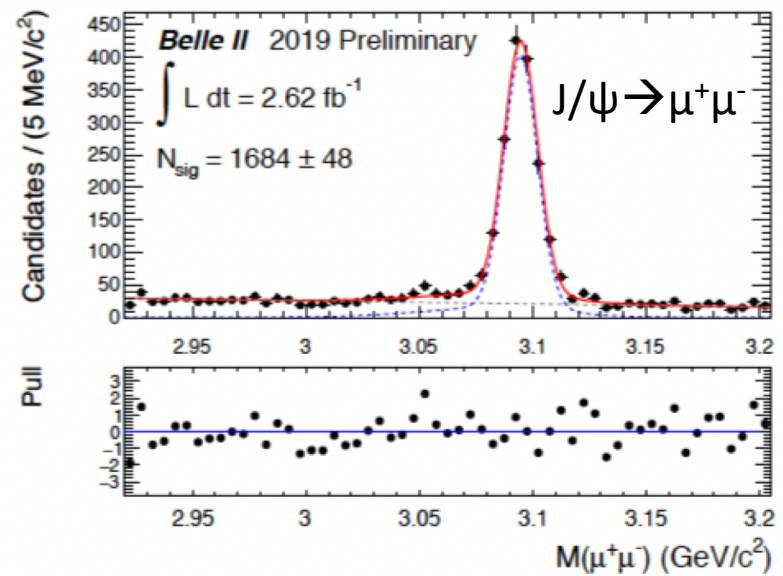 Candidates / (5 MeV/c²)
450
400
350
300
250
200
150
100
50
0
Belle II 2019 Preliminary
∫ L dt = 2.62 fb⁻¹
N_sig = 1684 ± 48
J/ψ→μ⁺μ⁻
2.95 3 3.05 3.1 3.15 3.2
Pull
3
2
1
0
−1
−2
−3
2.95 3 3.05 3.1 3.15 3.2
M(μ⁺μ⁻) (GeV/c²)